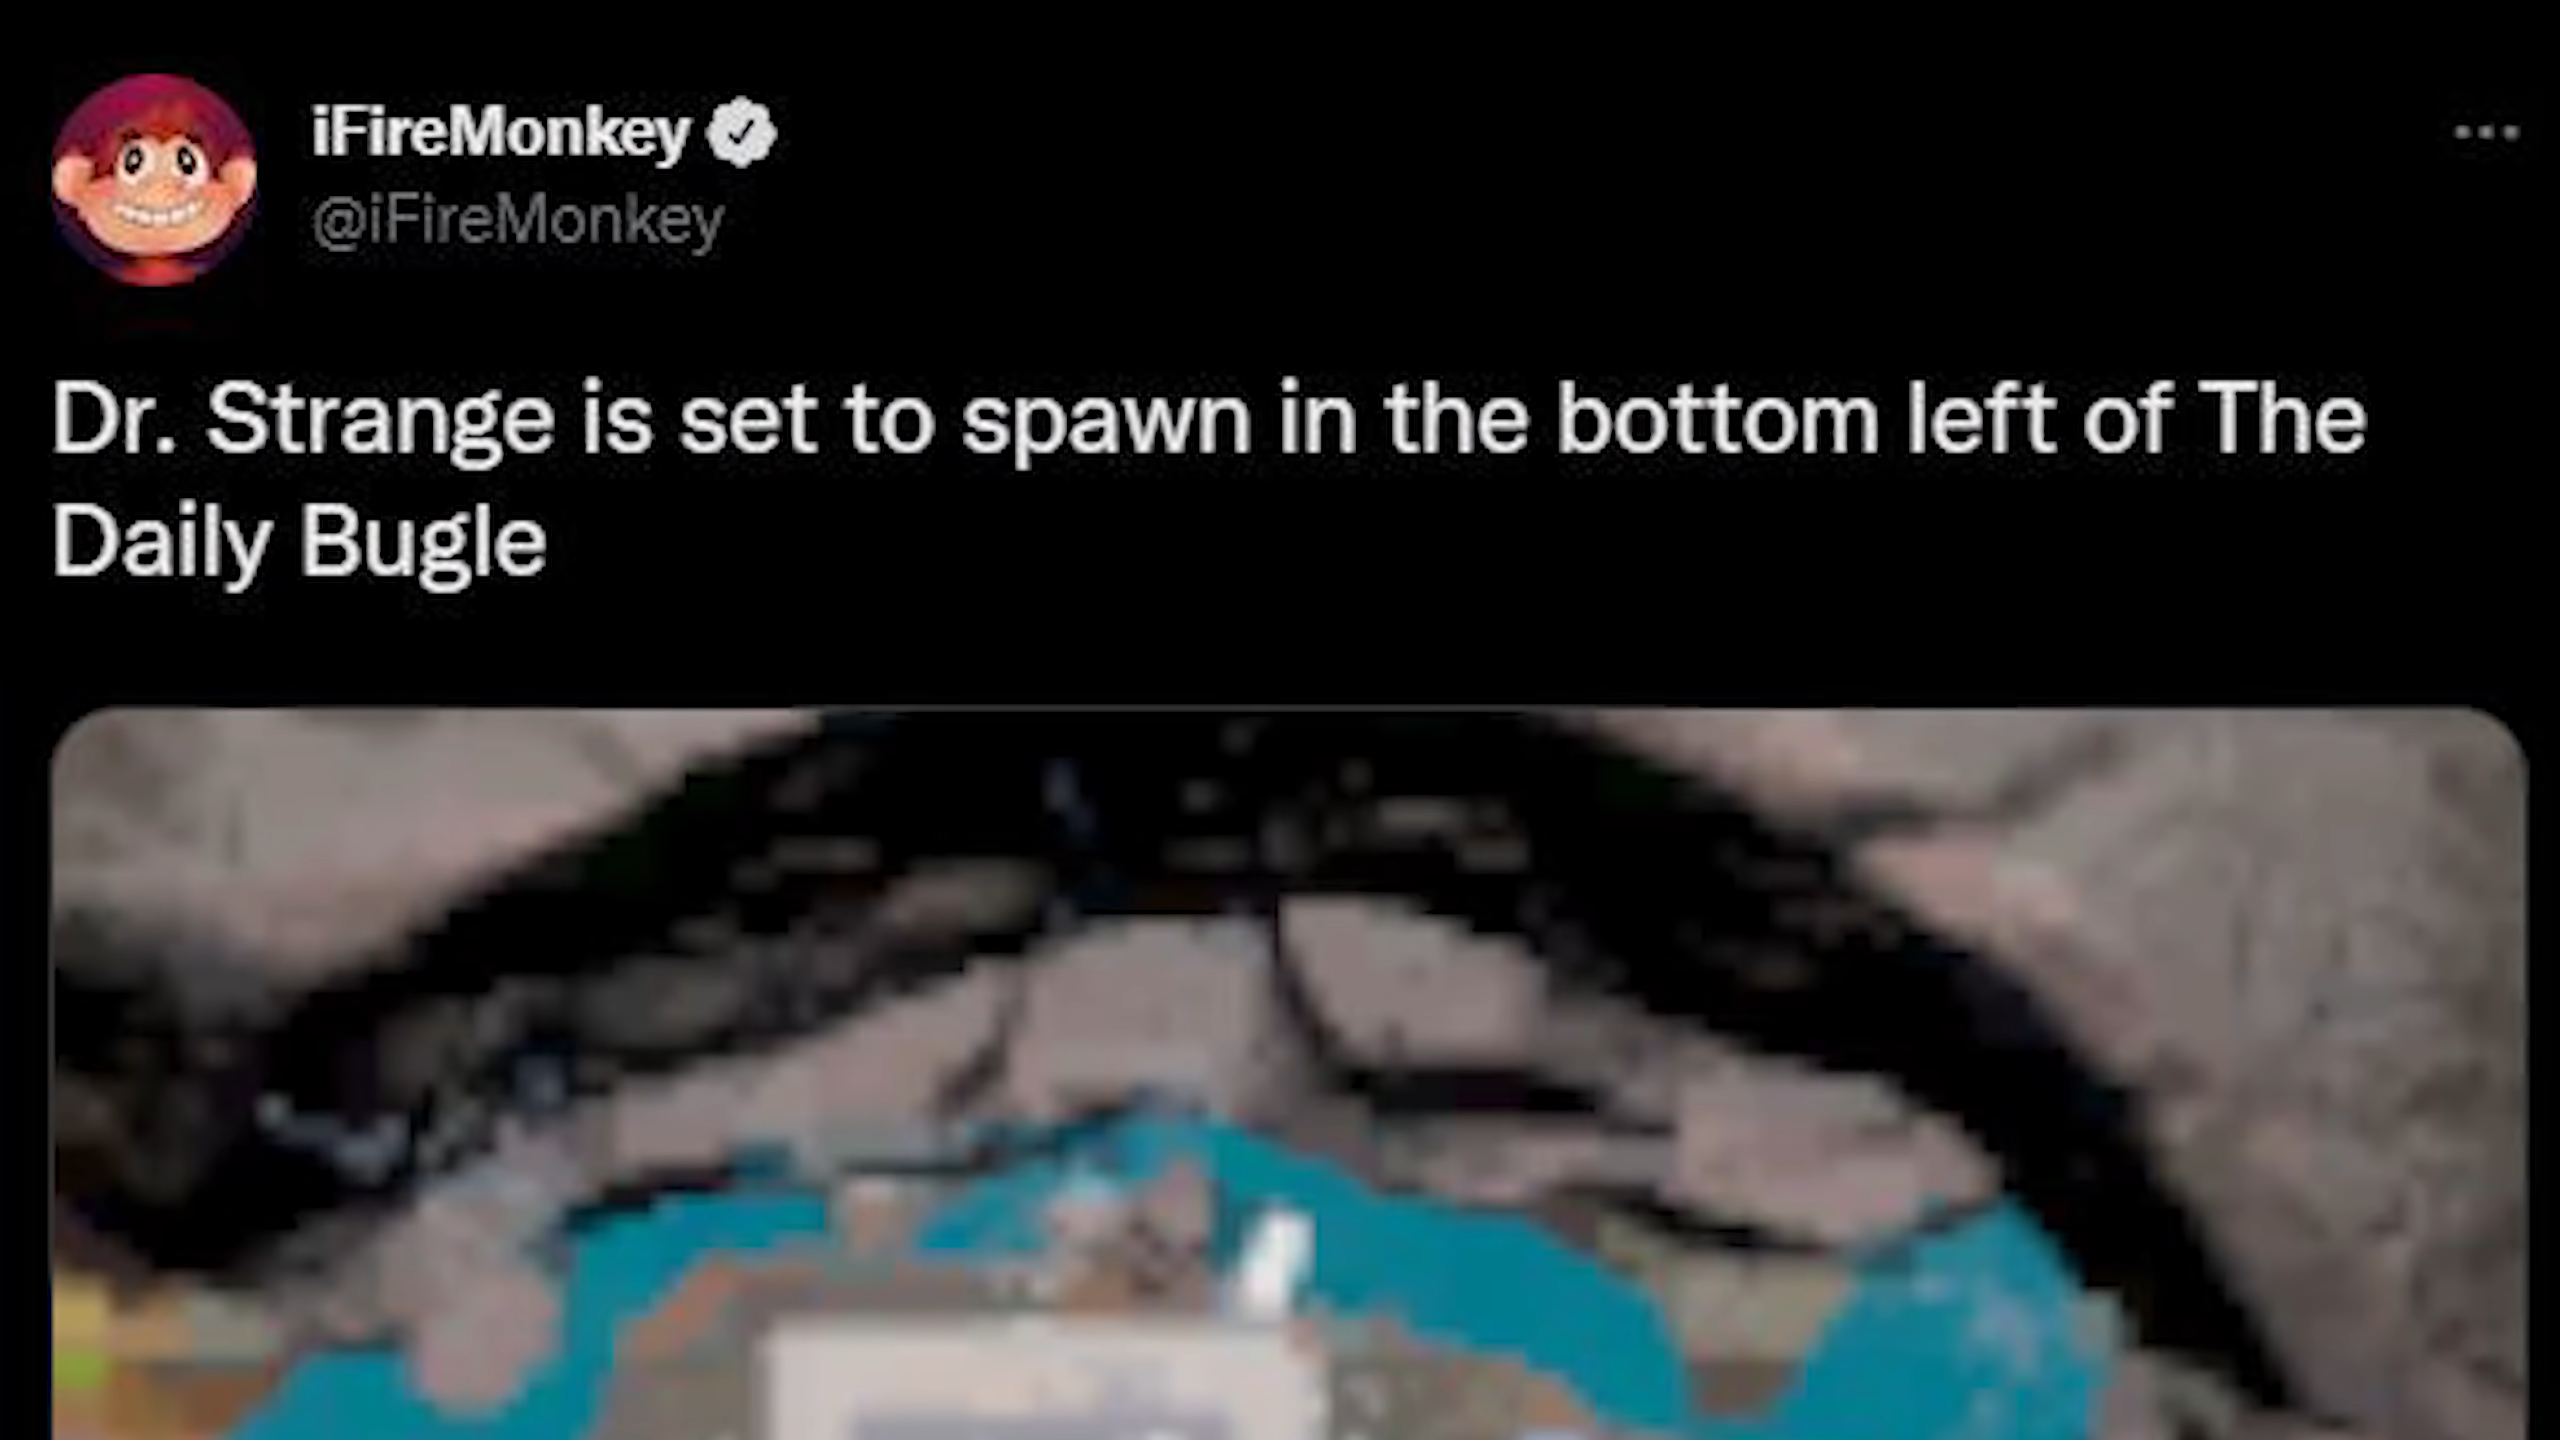 iFireMonkey
@iFireMonkey
Dr. Strange is set to spawn in the bottom left of The
Daily Bugle